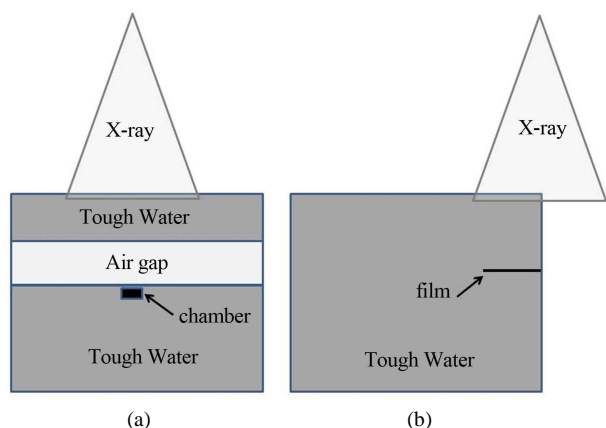 X-ray
Tough Water
Air gap
chamber
Tough Water
(a)
X-ray
film
Tough Water
(b)